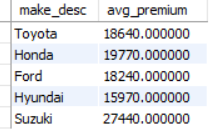 make_desc avg_premium
Toyota 18640.000000
Honda 19770.000000
Ford 18240.000000
Hyundai 15970.000000
Suzuki 27440.000000